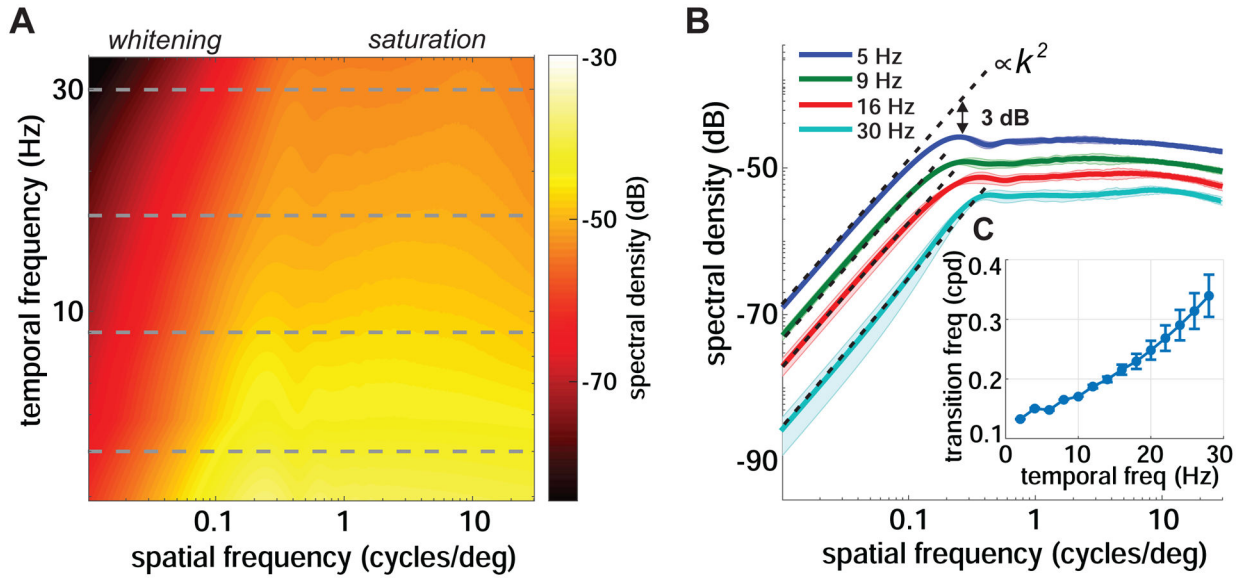 A
whitening
saturation
temporal frequency (Hz)
30
10
0.1
1
10
spatial frequency (cycles/deg)
-30
-50
-70
spectral density (dB)
B
5 Hz
9 Hz
16 Hz
30 Hz
∝k²
3 dB
spectral density (dB)
-50
-70
-90
0.1
1
10
spatial frequency (cycles/deg)
C
transition freq (cpd)
0.4
0.3
0.2
0.1
0
10
20
30
temporal freq (Hz)